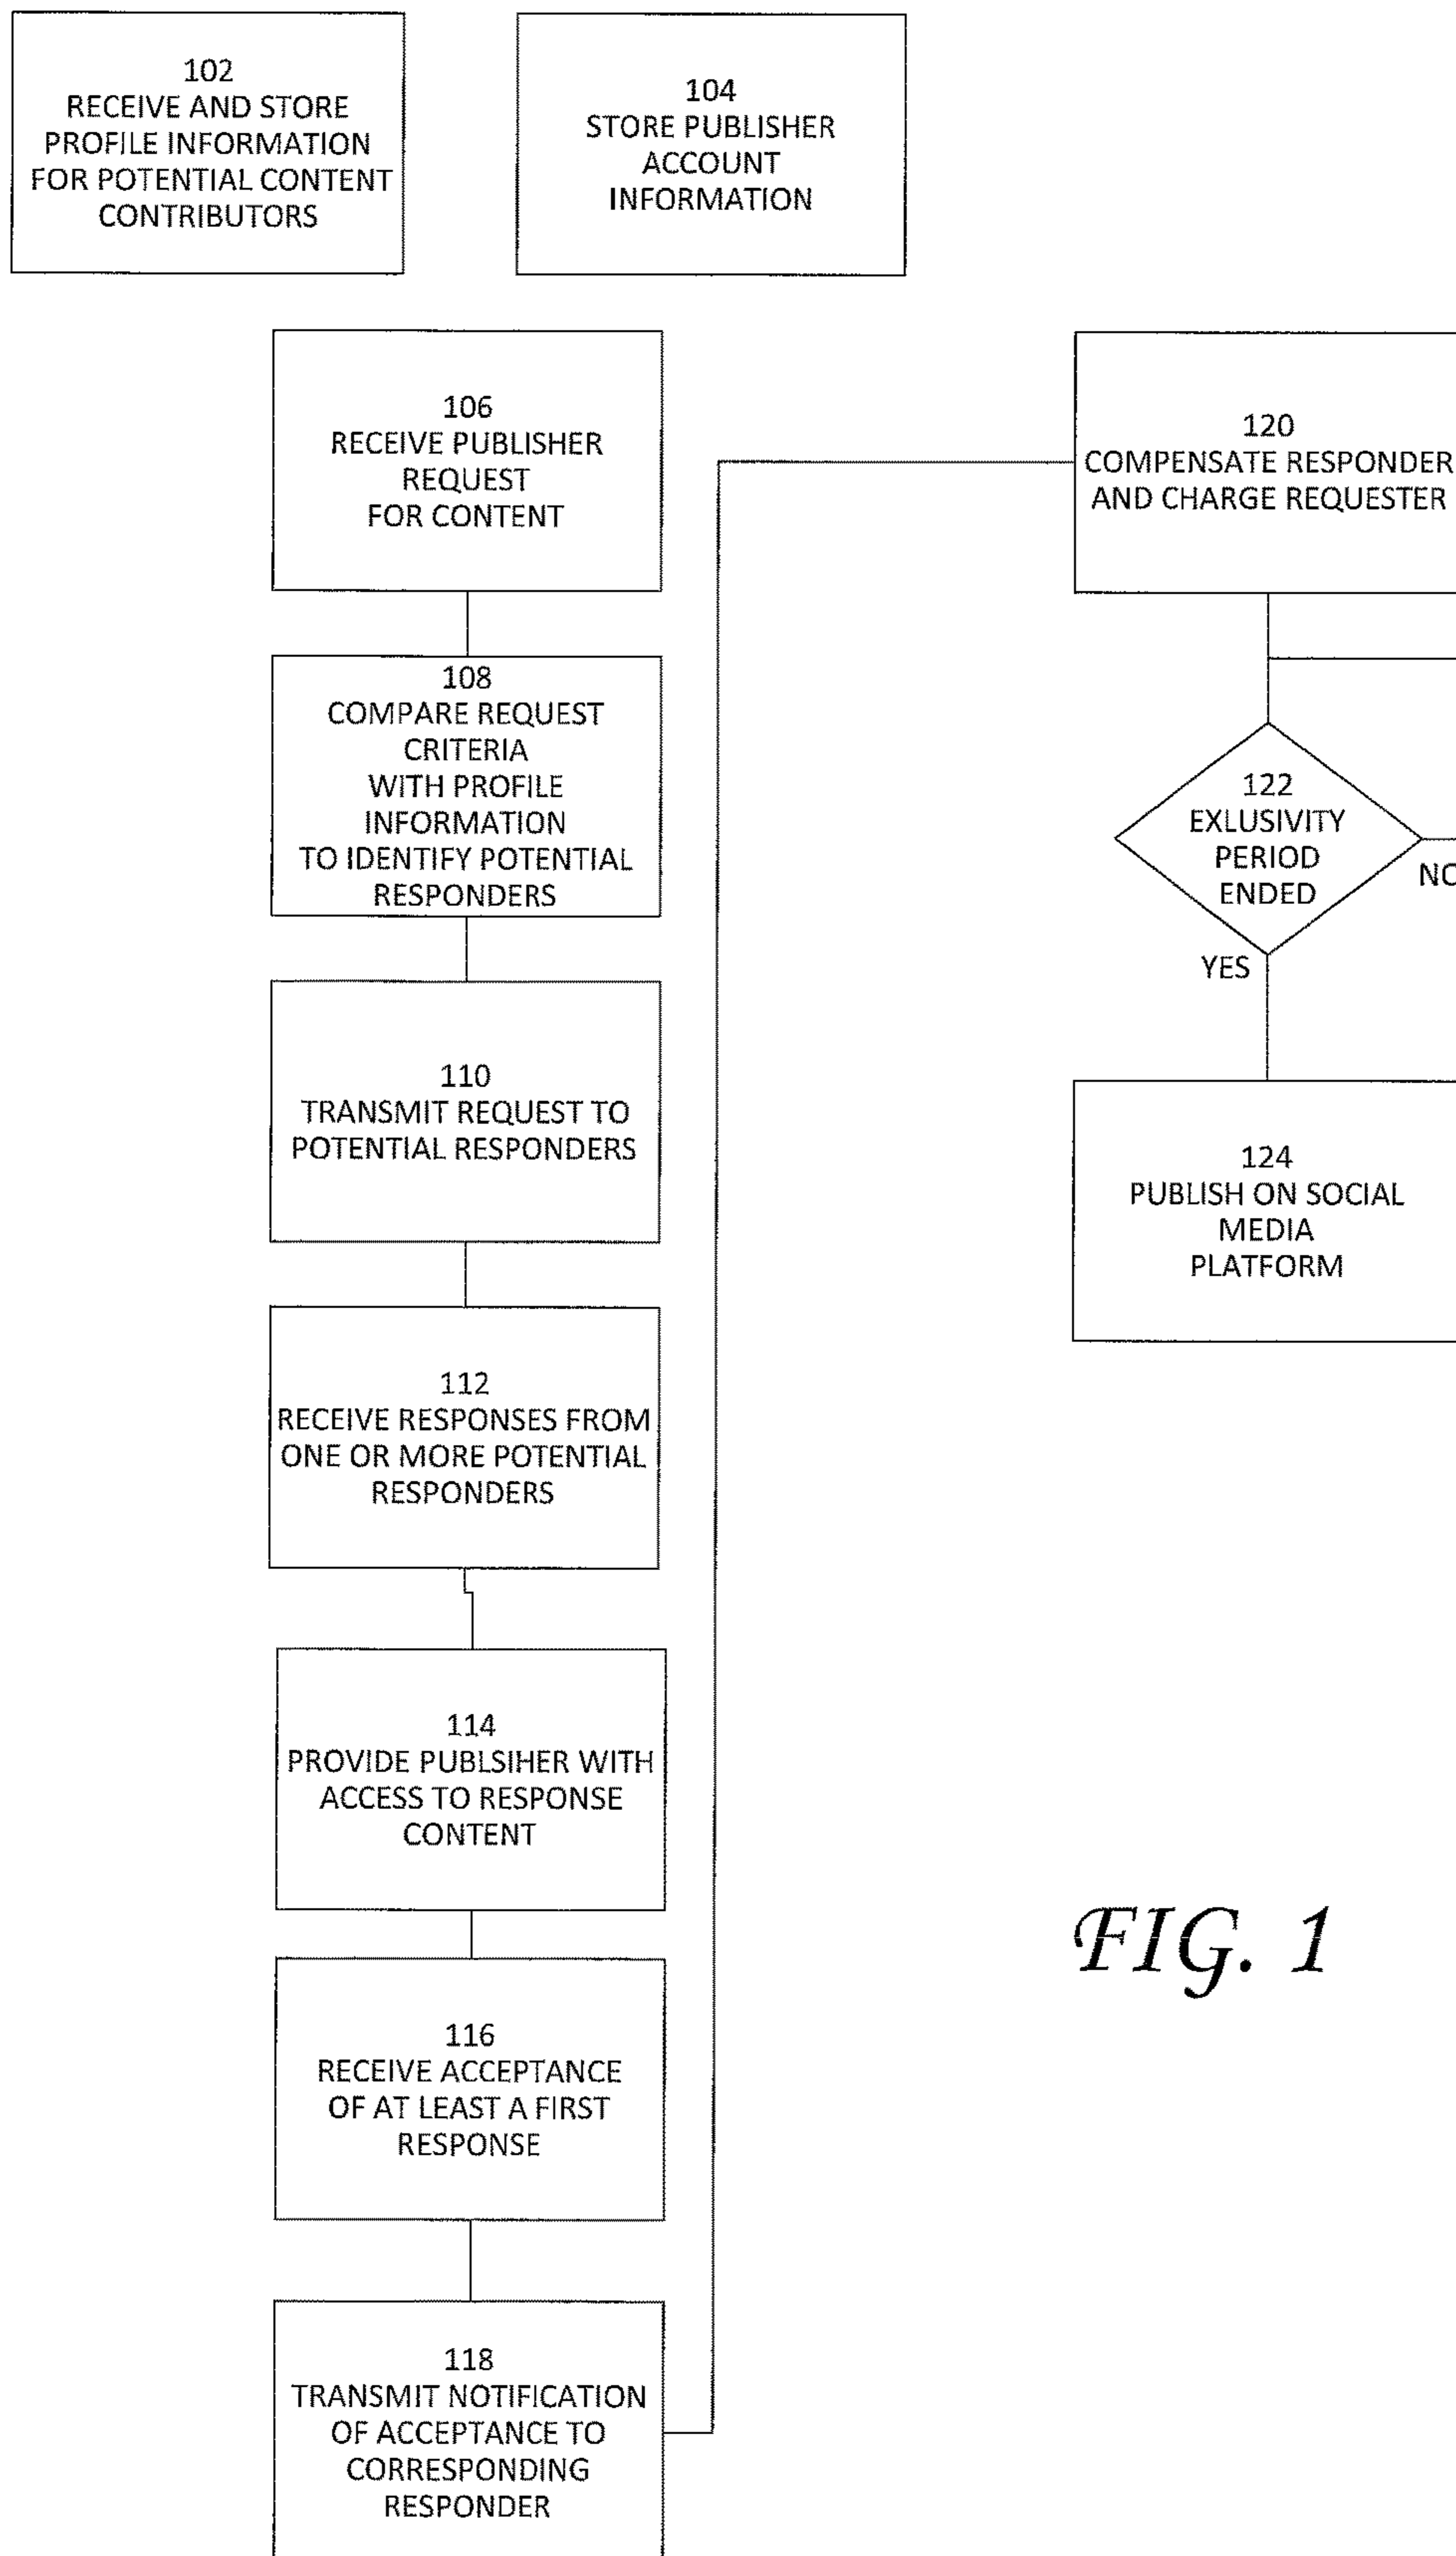 102
RECEIVE AND STORE
PROFILE INFORMATION
FOR POTENTIAL CONTENT
CONTRIBUTORS
104
STORE PUBLISHER
ACCOUNT
INFORMATION
106
RECEIVE PUBLISHER
REQUEST
FOR CONTENT
108
COMPARE REQUEST
CRITERIA
WITH PROFILE
INFORMATION
TO IDENTIFY POTENTIAL
RESPONDERS
110
TRANSMIT REQUEST TO
POTENTIAL RESPONDERS
112
RECEIVE RESPONSES FROM
ONE OR MORE POTENTIAL
RESPONDERS
114
PROVIDE PUBLSIHER WITH
ACCESS TO RESPONSE
CONTENT
116
RECEIVE ACCEPTANCE
OF AT LEAST A FIRST
RESPONSE
118
TRANSMIT NOTIFICATION
OF ACCEPTANCE TO
CORRESPONDING
RESPONDER
120
COMPENSATE RESPONDER
AND CHARGE REQUESTER
122
EXLUSIVITY
PERIOD
ENDED
NO
YES
124
PUBLISH ON SOCIAL
MEDIA
PLATFORM
FIG. 1